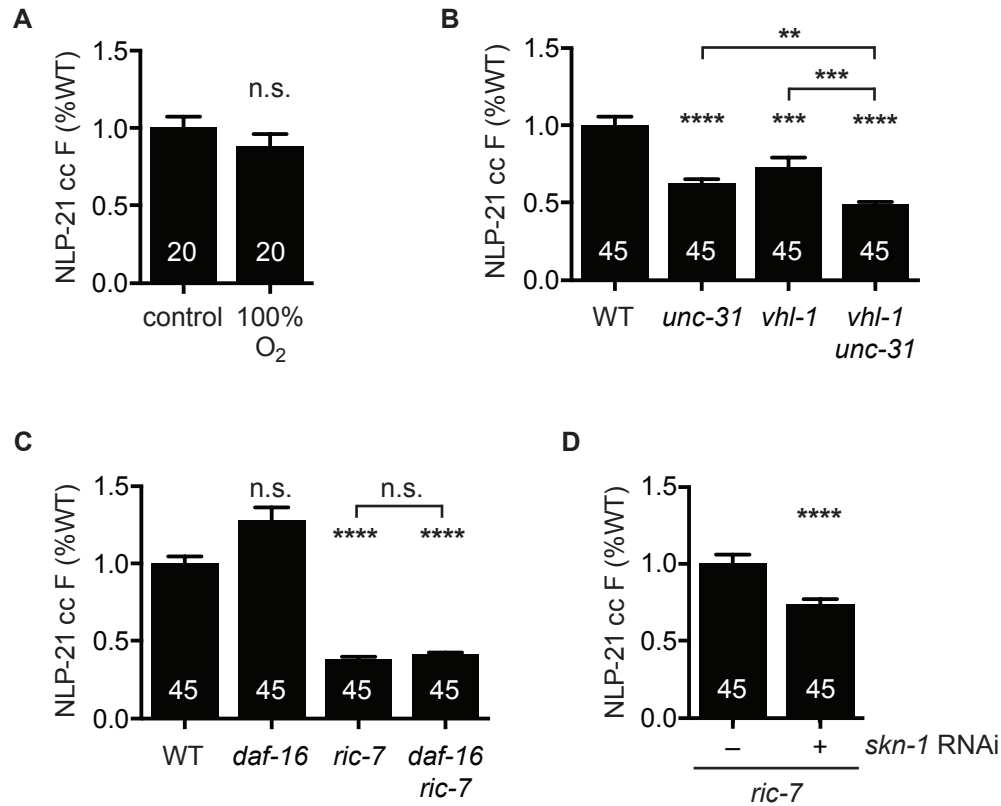 A
NLP-21 cc F (%WT)
1.5
1.0
0.5
0.0
n.s.
20
20
control
100%
O2
B
NLP-21 cc F (%WT)
1.5
1.0
0.5
0.0
**
***
****
***
****
45
45
45
45
WT
unc-31
vhl-1
vhl-1
unc-31
C
NLP-21 cc F (%WT)
1.5
1.0
0.5
0.0
n.s.
n.s.
****
****
45
45
45
45
WT
daf-16
ric-7
daf-16
ric-7
D
NLP-21 cc F (%WT)
1.5
1.0
0.5
0.0
****
45
45
– + skn-1 RNAi
ric-7